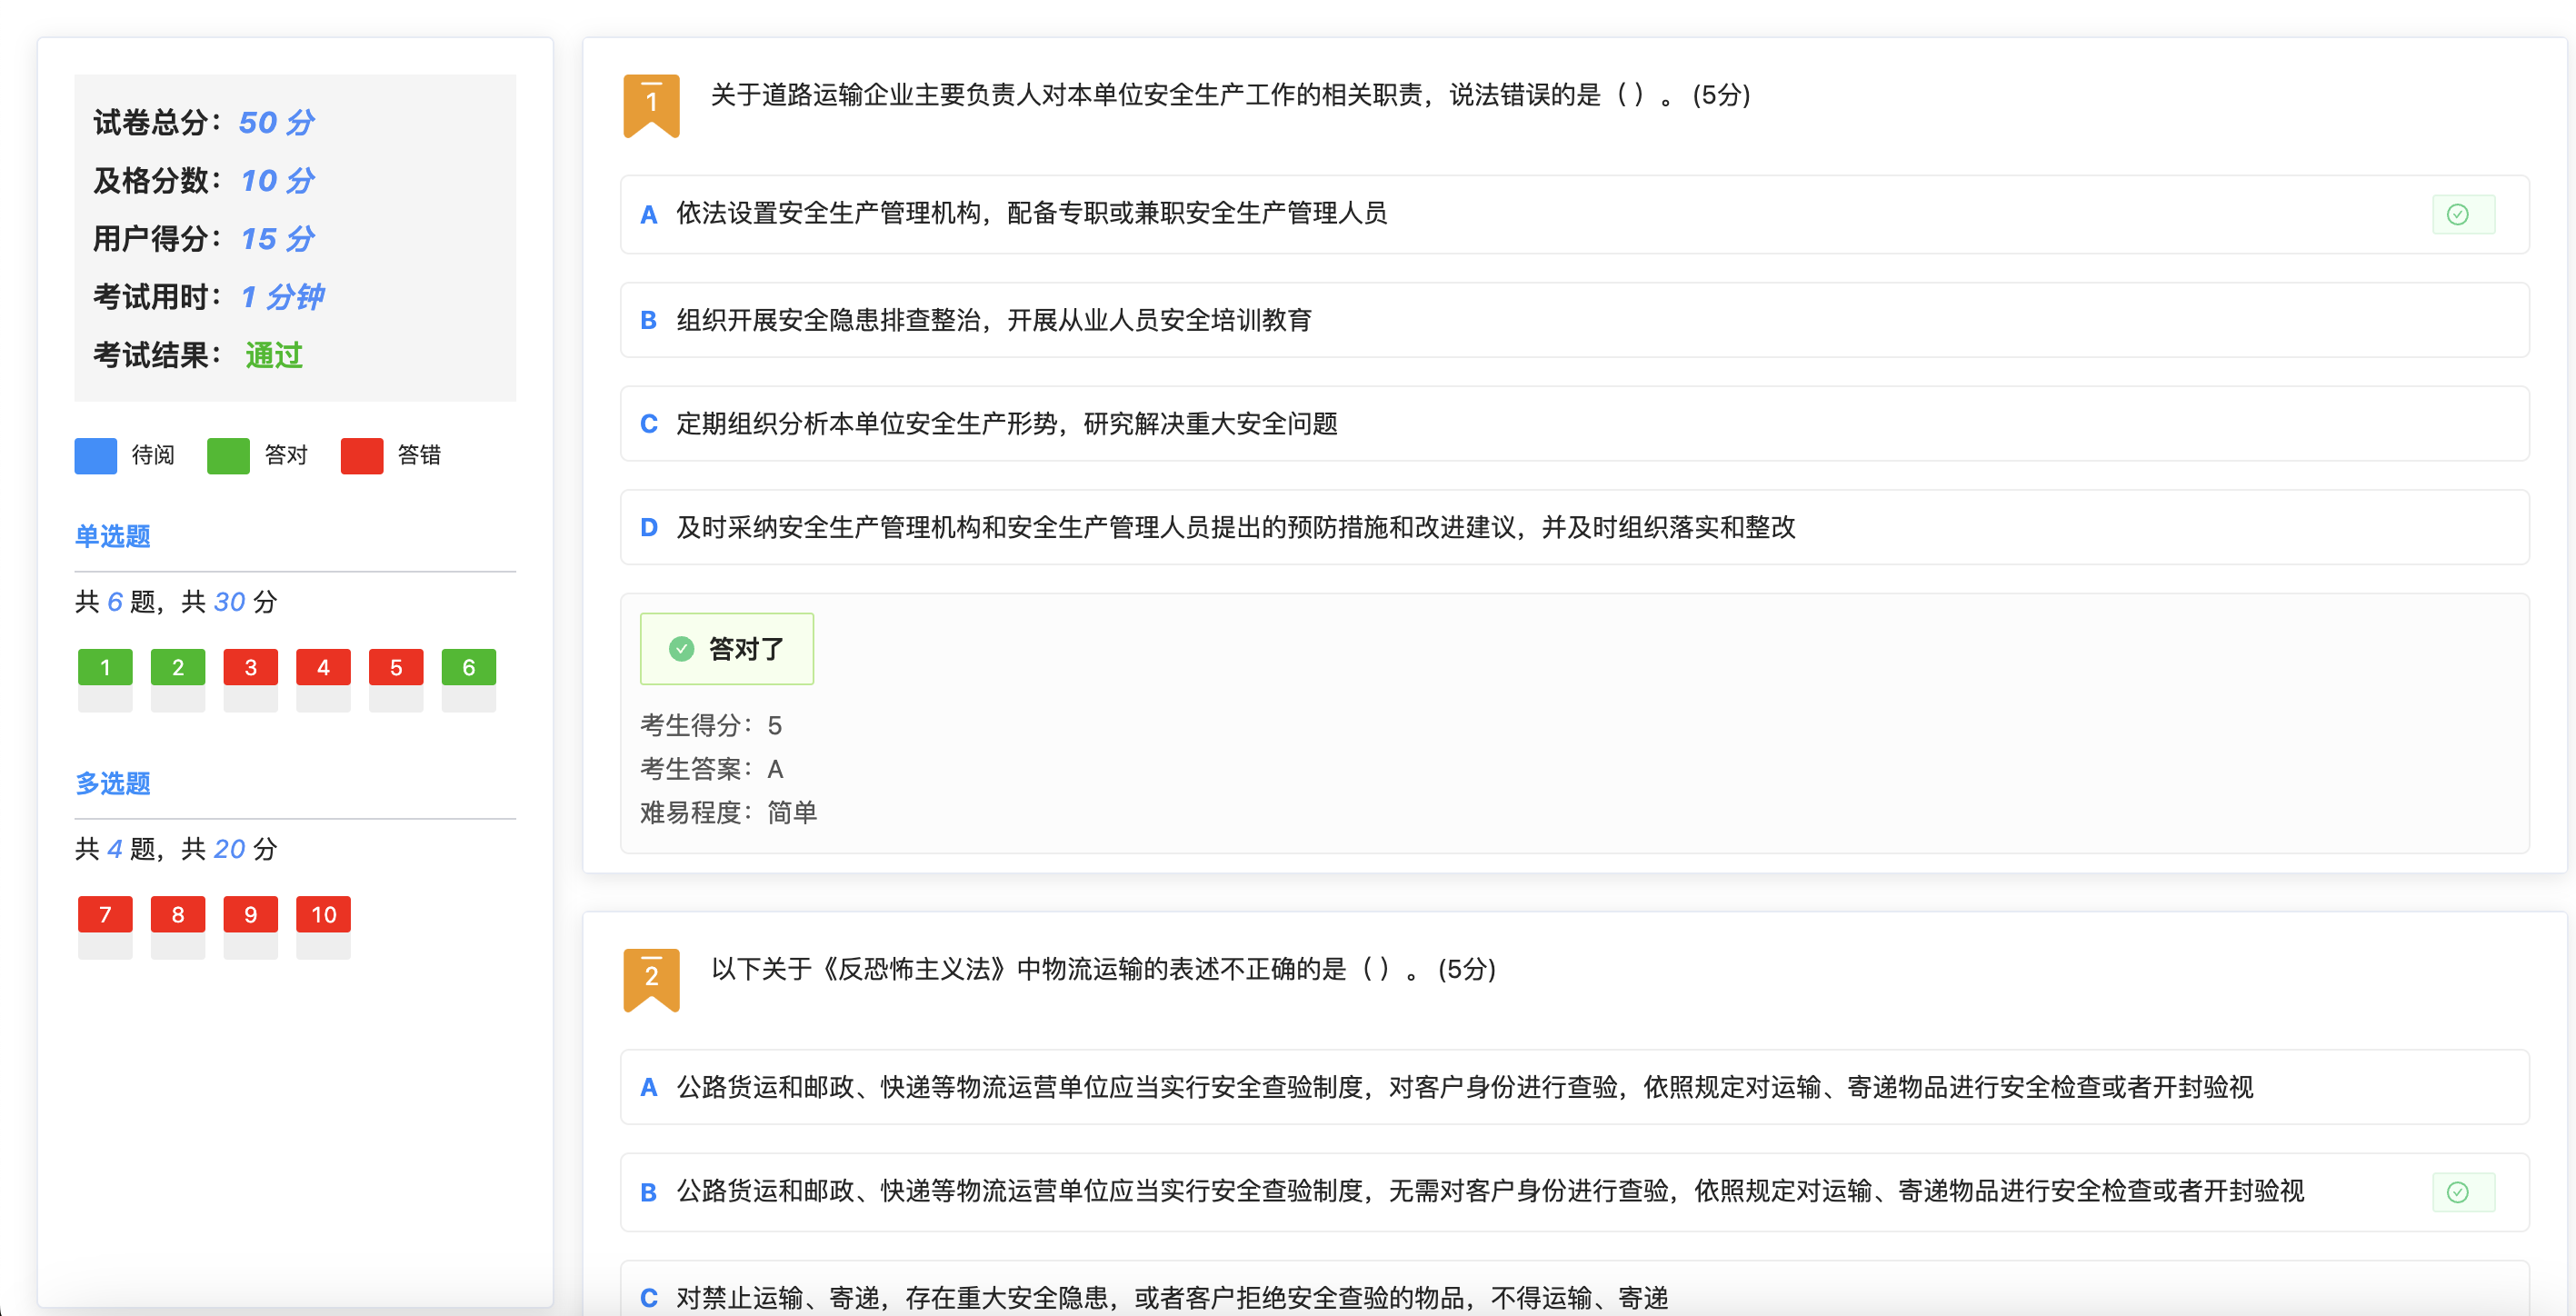 试卷总分：50 分
及格分数：10 分
用户得分：15 分
考试用时：1 分钟
考试结果：通过
待阅 答对 答错
单选题
共 6 题，共 30 分
1 2 3 4 5 6
多选题
共 4 题，共 20 分
7 8 9 10
1 关于道路运输企业主要负责人对本单位安全生产工作的相关职责，说法错误的是（ ）。 (5分)
A 依法设置安全生产管理机构，配备专职或兼职安全生产管理人员
B 组织开展安全隐患排查整治，开展从业人员安全培训教育
C 定期组织分析本单位安全生产形势，研究解决重大安全问题
D 及时采纳安全生产管理机构和安全生产管理人员提出的预防措施和改进建议，并及时组织落实和整改
答对了
考生得分：5
考生答案：A
难易程度：简单
2 以下关于《反恐怖主义法》中物流运输的表述不正确的是（ ）。 (5分)
A 公路货运和邮政、快递等物流运营单位应当实行安全查验制度，对客户身份进行查验，依照规定对运输、寄递物品进行安全检查或者开封验视
B 公路货运和邮政、快递等物流运营单位应当实行安全查验制度，无需对客户身份进行查验，依照规定对运输、寄递物品进行安全检查或者开封验视
C 对禁止运输、寄递，存在重大安全隐患，或者客户拒绝安全查验的物品，不得运输、寄递